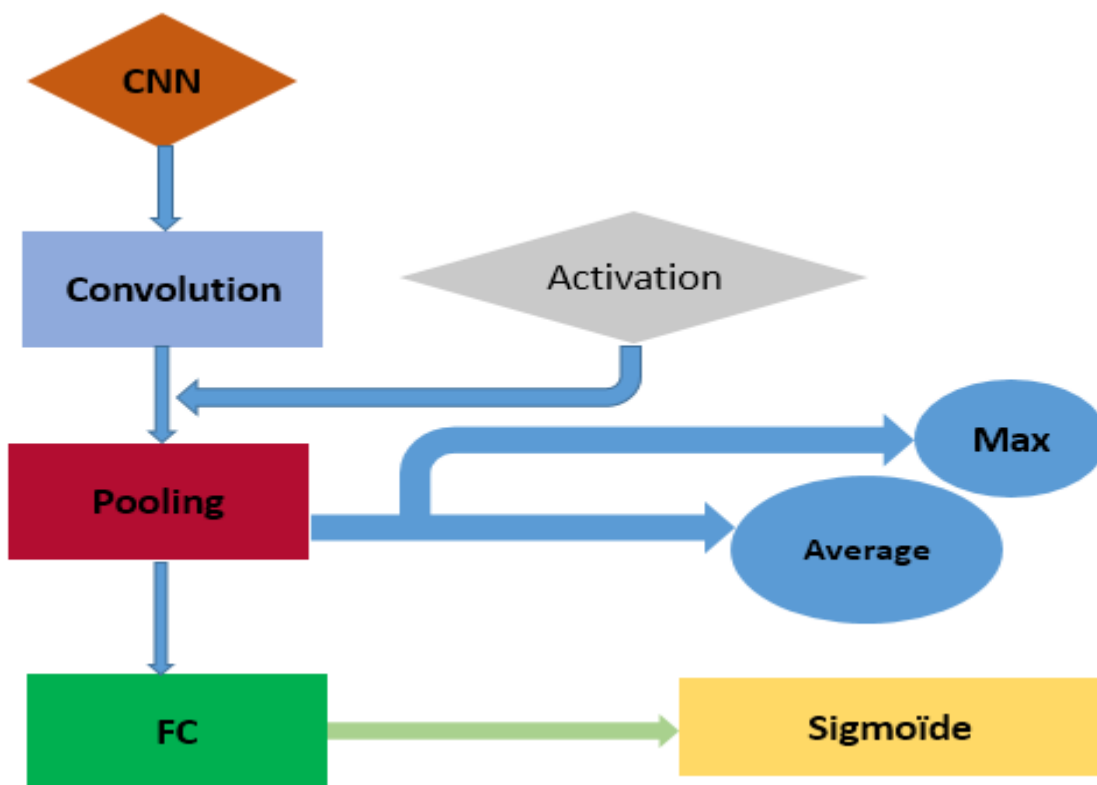 CNN
Convolution
Activation
Max
Pooling
Average
FC
Sigmoïde